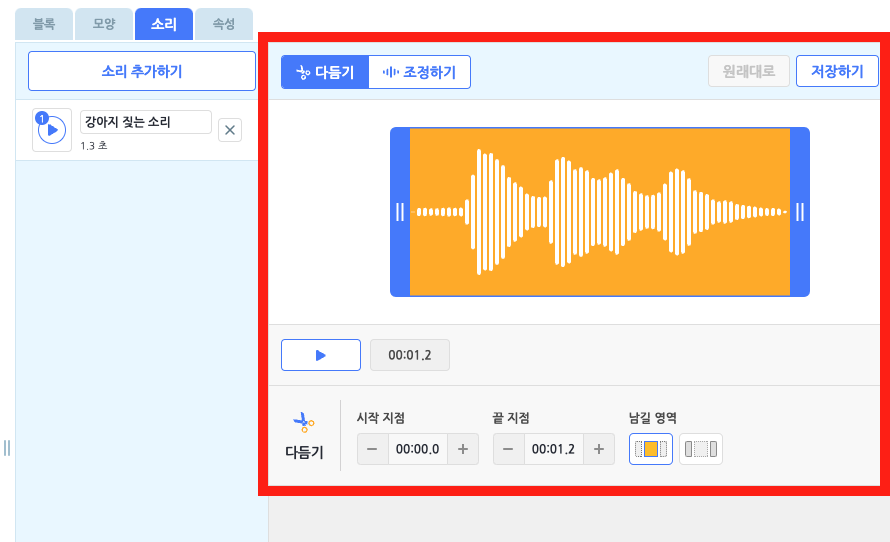 블록 모양 소리 속성
소리 추가하기
다듬기 조정하기 원래대로 저장하기
1
강아지 짖는 소리
1.3 초
00:01.2
다듬기
시작 지점 끝 지점 남길 영역
− 00:00.0 + − 00:01.2 +